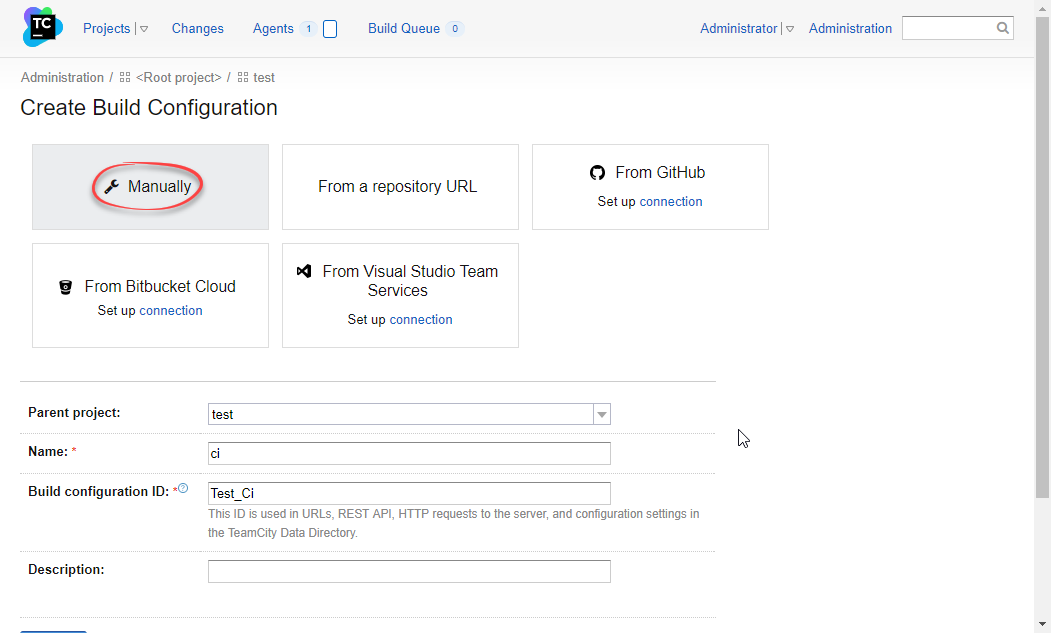 TC
Projects Changes Agents 1 Build Queue 0 Administrator Administration
Administration / <Root project> / test
Create Build Configuration
Manually
From a repository URL
From GitHub
Set up connection
From Bitbucket Cloud
Set up connection
From Visual Studio Team
Services
Set up connection
Parent project: test
Name: * ci
Build configuration ID: * ? Test_Ci
This ID is used in URLs, REST API, HTTP requests to the server, and configuration settings in
the TeamCity Data Directory.
Description: